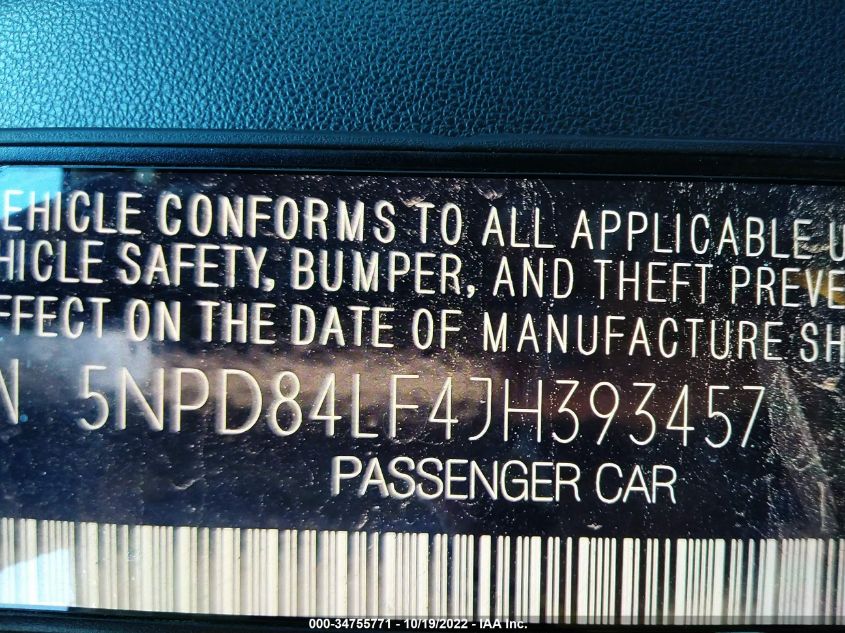 EHICLE CONFORMS TO ALL APPLICABLE U
HICLE SAFETY, BUMPER, AND THEFT PREVE
FFECT ON THE DATE OF MANUFACTURE SH
N 5NPD84LF4JH393457
PASSENGER CAR
000-34755771 - 10/19/2022 - IAA Inc.